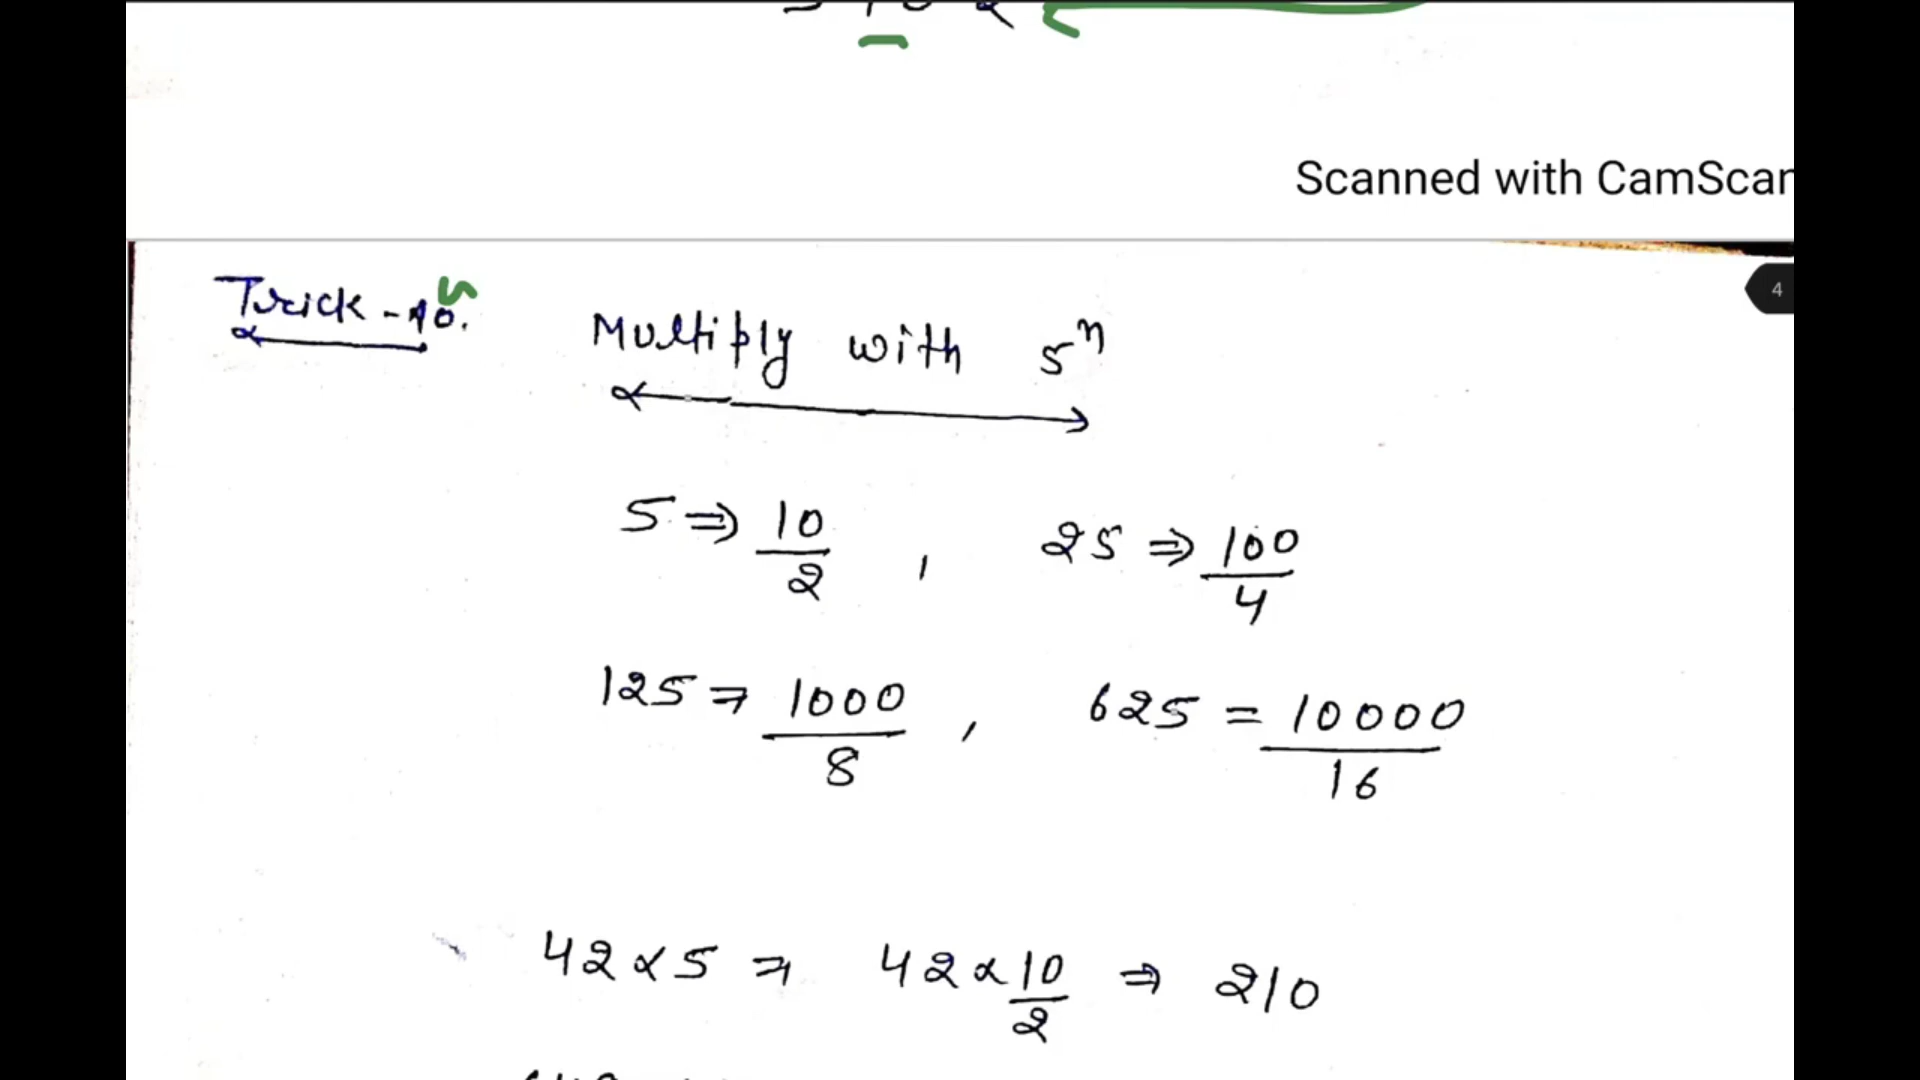 Scanned with CamScan
4
Trick - 10.
Multiply with 5ⁿ
5 ⇒ 10/2 , 25 ⇒ 100/4
125 ⇒ 1000/8 , 625 = 10000/16
42 x 5 ⇒ 42 x 10/2 ⇒ 210